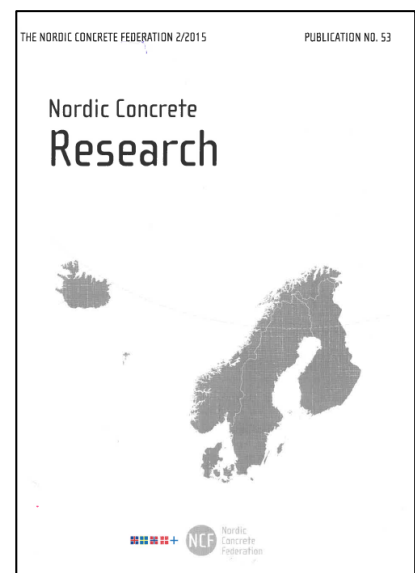 THE NORDIC CONCRETE FEDERATION 2/2015 PUBLICATION NO. 53
Nordic Concrete
Research
NCF
Nordic
Concrete
Federation